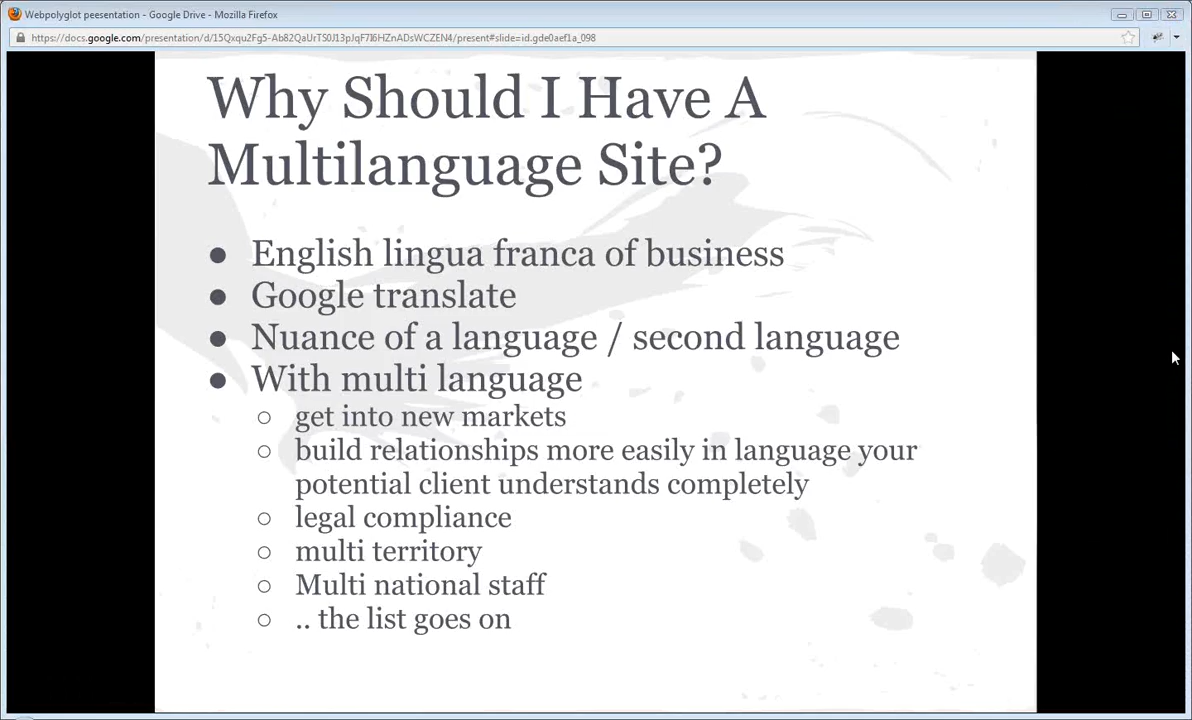 Webpolyglot peesentation - Google Drive - Mozilla Firefox
https://docs.google.com/presentation/d/15Qxqu2Fg5-Ab82QaUrTS0J13pJqF7I6HZnADsWCZEN4/present#slide=id.gde0aef1a_098
Why Should I Have A
Multilanguage Site?
● English lingua franca of business
● Google translate
● Nuance of a language / second language
● With multi language
○ get into new markets
○ build relationships more easily in language your
potential client understands completely
○ legal compliance
○ multi territory
○ Multi national staff
○ .. the list goes on